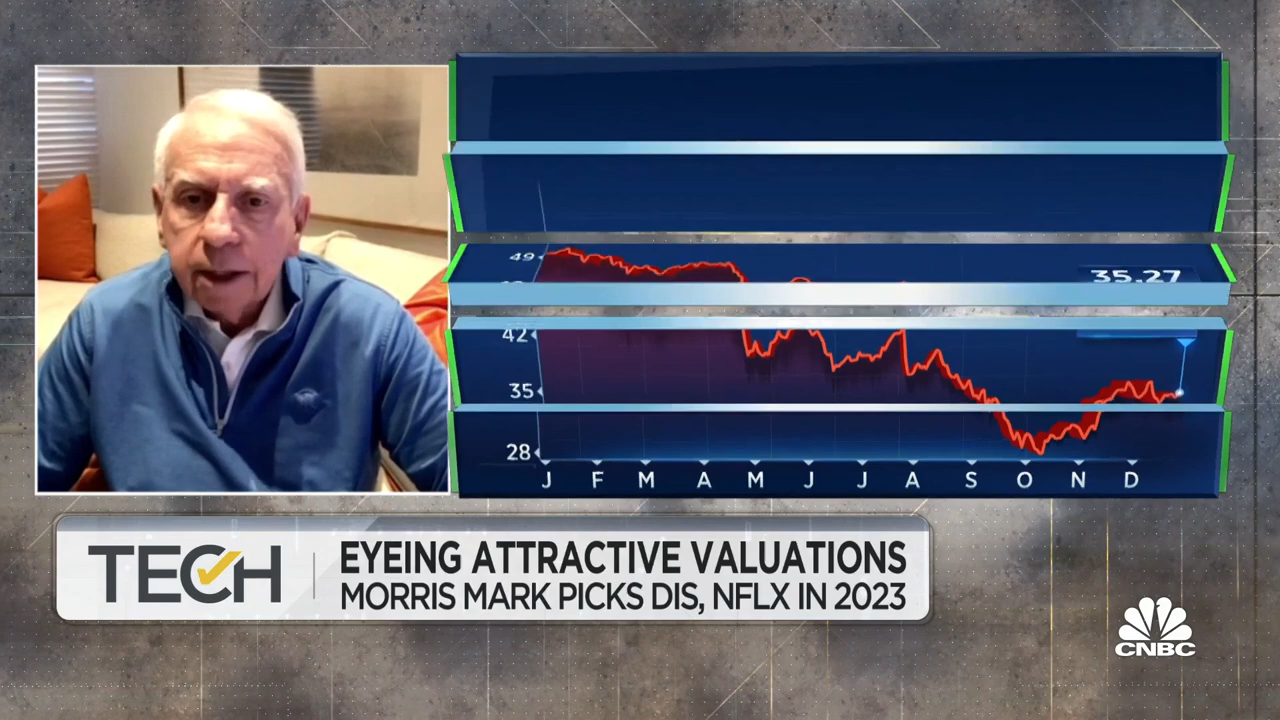 49
35.27
42
35
28
J F M A M J J A S O N D
TECH
EYEING ATTRACTIVE VALUATIONS
MORRIS MARK PICKS DIS, NFLX IN 2023
CNBC